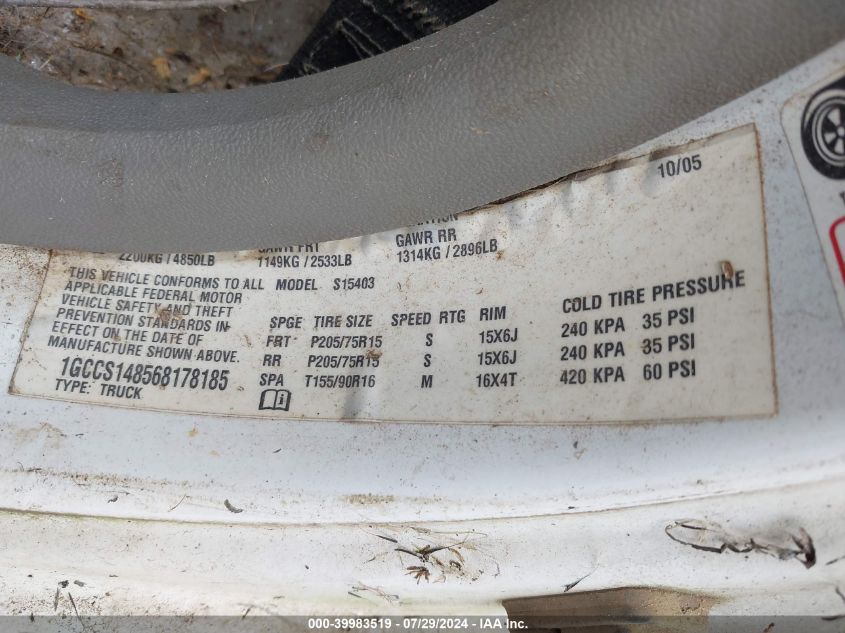 10/05
2200KG / 4850LB
1149KG / 2533LB
GAWR RR
1314KG / 2896LB
THIS VEHICLE CONFORMS TO ALL
APPLICABLE FEDERAL MOTOR
VEHICLE SAFETY AND THEFT
PREVENTION STANDARDS IN
EFFECT ON THE DATE OF
MANUFACTURE SHOWN ABOVE.
1GCCS148568178185
TYPE: TRUCK
MODEL S15403
SPGE TIRE SIZE SPEED RTG RIM COLD TIRE PRESSURE
FRT P205/75R15 S 15X6J 240 KPA 35 PSI
RR P205/75R15 S 15X6J 240 KPA 35 PSI
SPA T155/90R16 M 16X4T 420 KPA 60 PSI
000-39983519 - 07/29/2024 - IAA Inc.